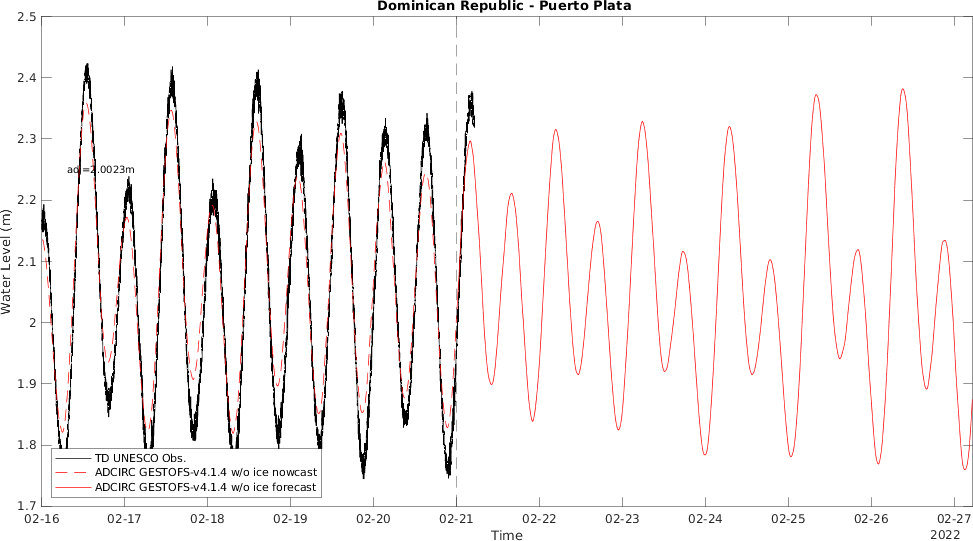 Dominican Republic - Puerto Plata
Water Level (m)
2.5
2.4
2.3
2.2
2.1
2
1.9
1.8
1.7
adj=2.0023m
TD UNESCO Obs.
ADCIRC GESTOFS-v4.1.4 w/o ice nowcast
ADCIRC GESTOFS-v4.1.4 w/o ice forecast
02-16 02-17 02-18 02-19 02-20 02-21 02-22 02-23 02-24 02-25 02-26 02-27
Time
2022